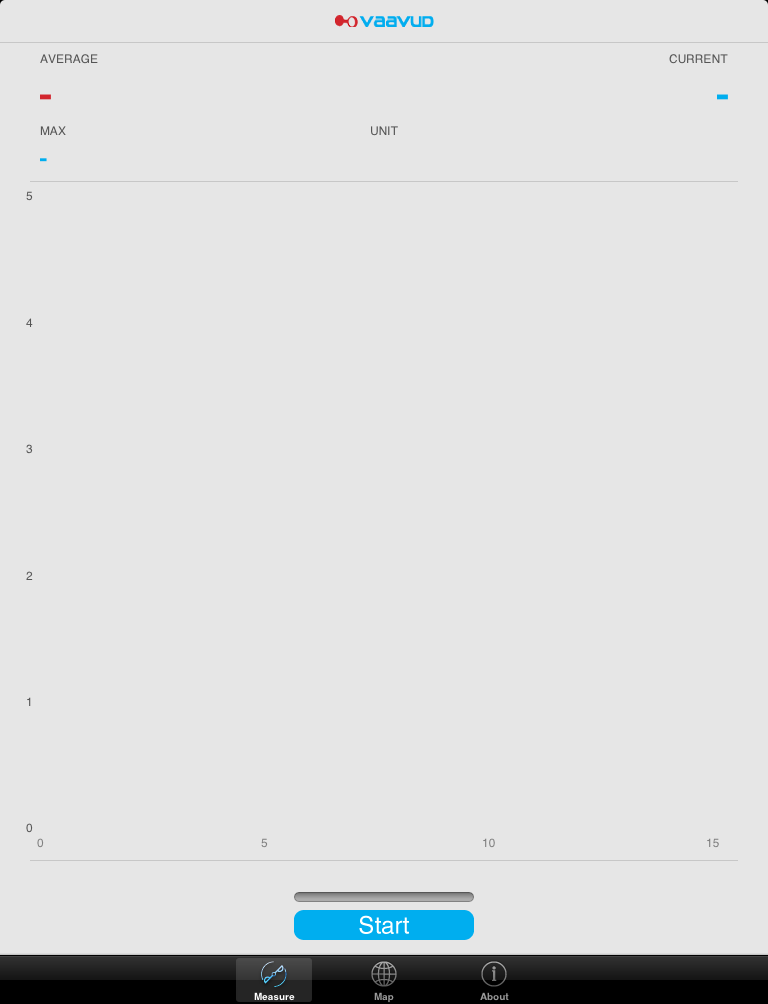 vaavud
AVERAGE CURRENT
- -
MAX UNIT
-
5
4
3
2
1
0
0 5 10 15
Start
Measure Map About